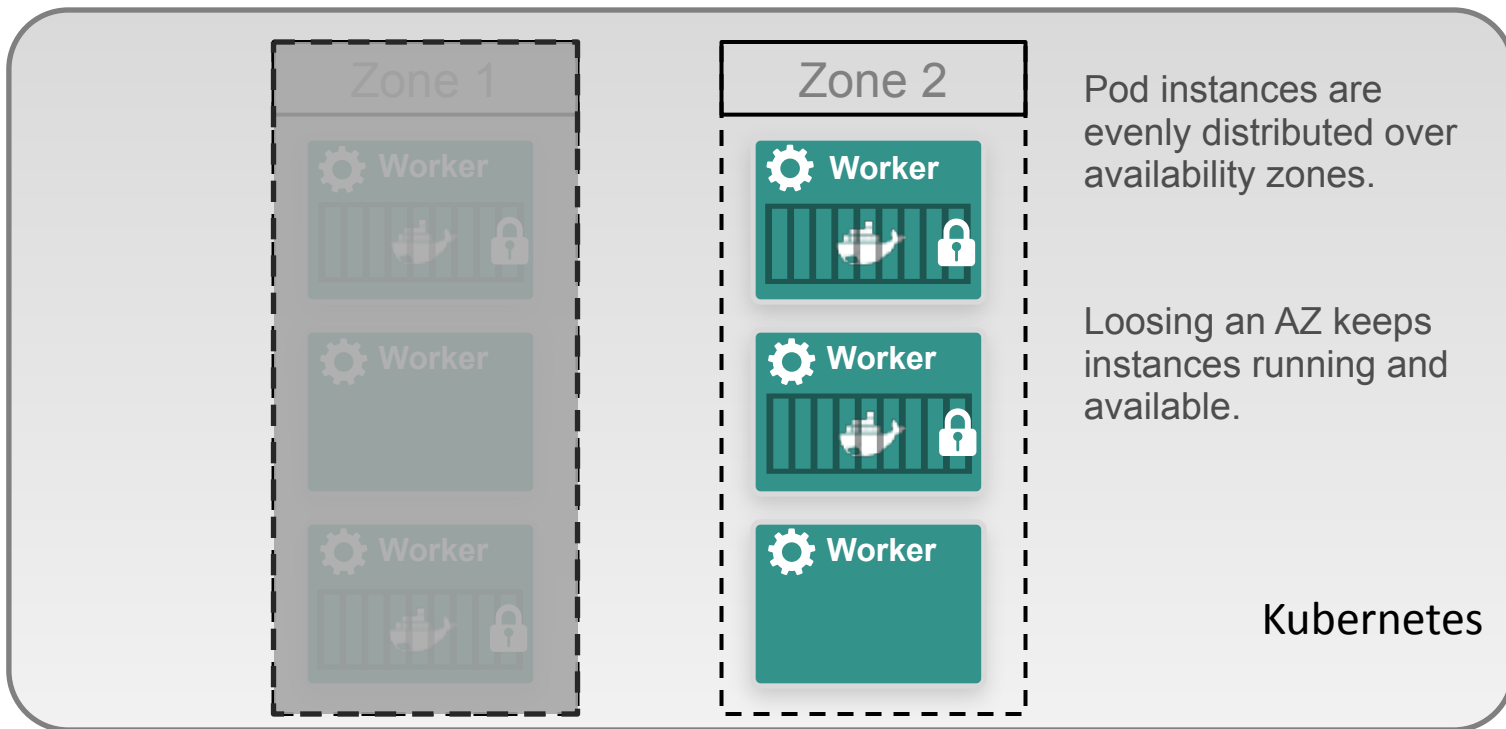 Zone 1
Worker
Worker
Worker
Zone 2
Worker
Worker
Worker
Pod instances are
evenly distributed over
availability zones.
Loosing an AZ keeps
instances running and
available.
Kubernetes